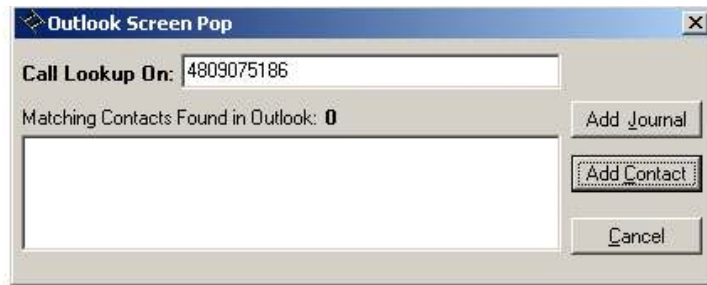 Outlook Screen Pop
Call Lookup On: 4809075186
Matching Contacts Found in Outlook: 0
Add Journal
Add Contact
Cancel